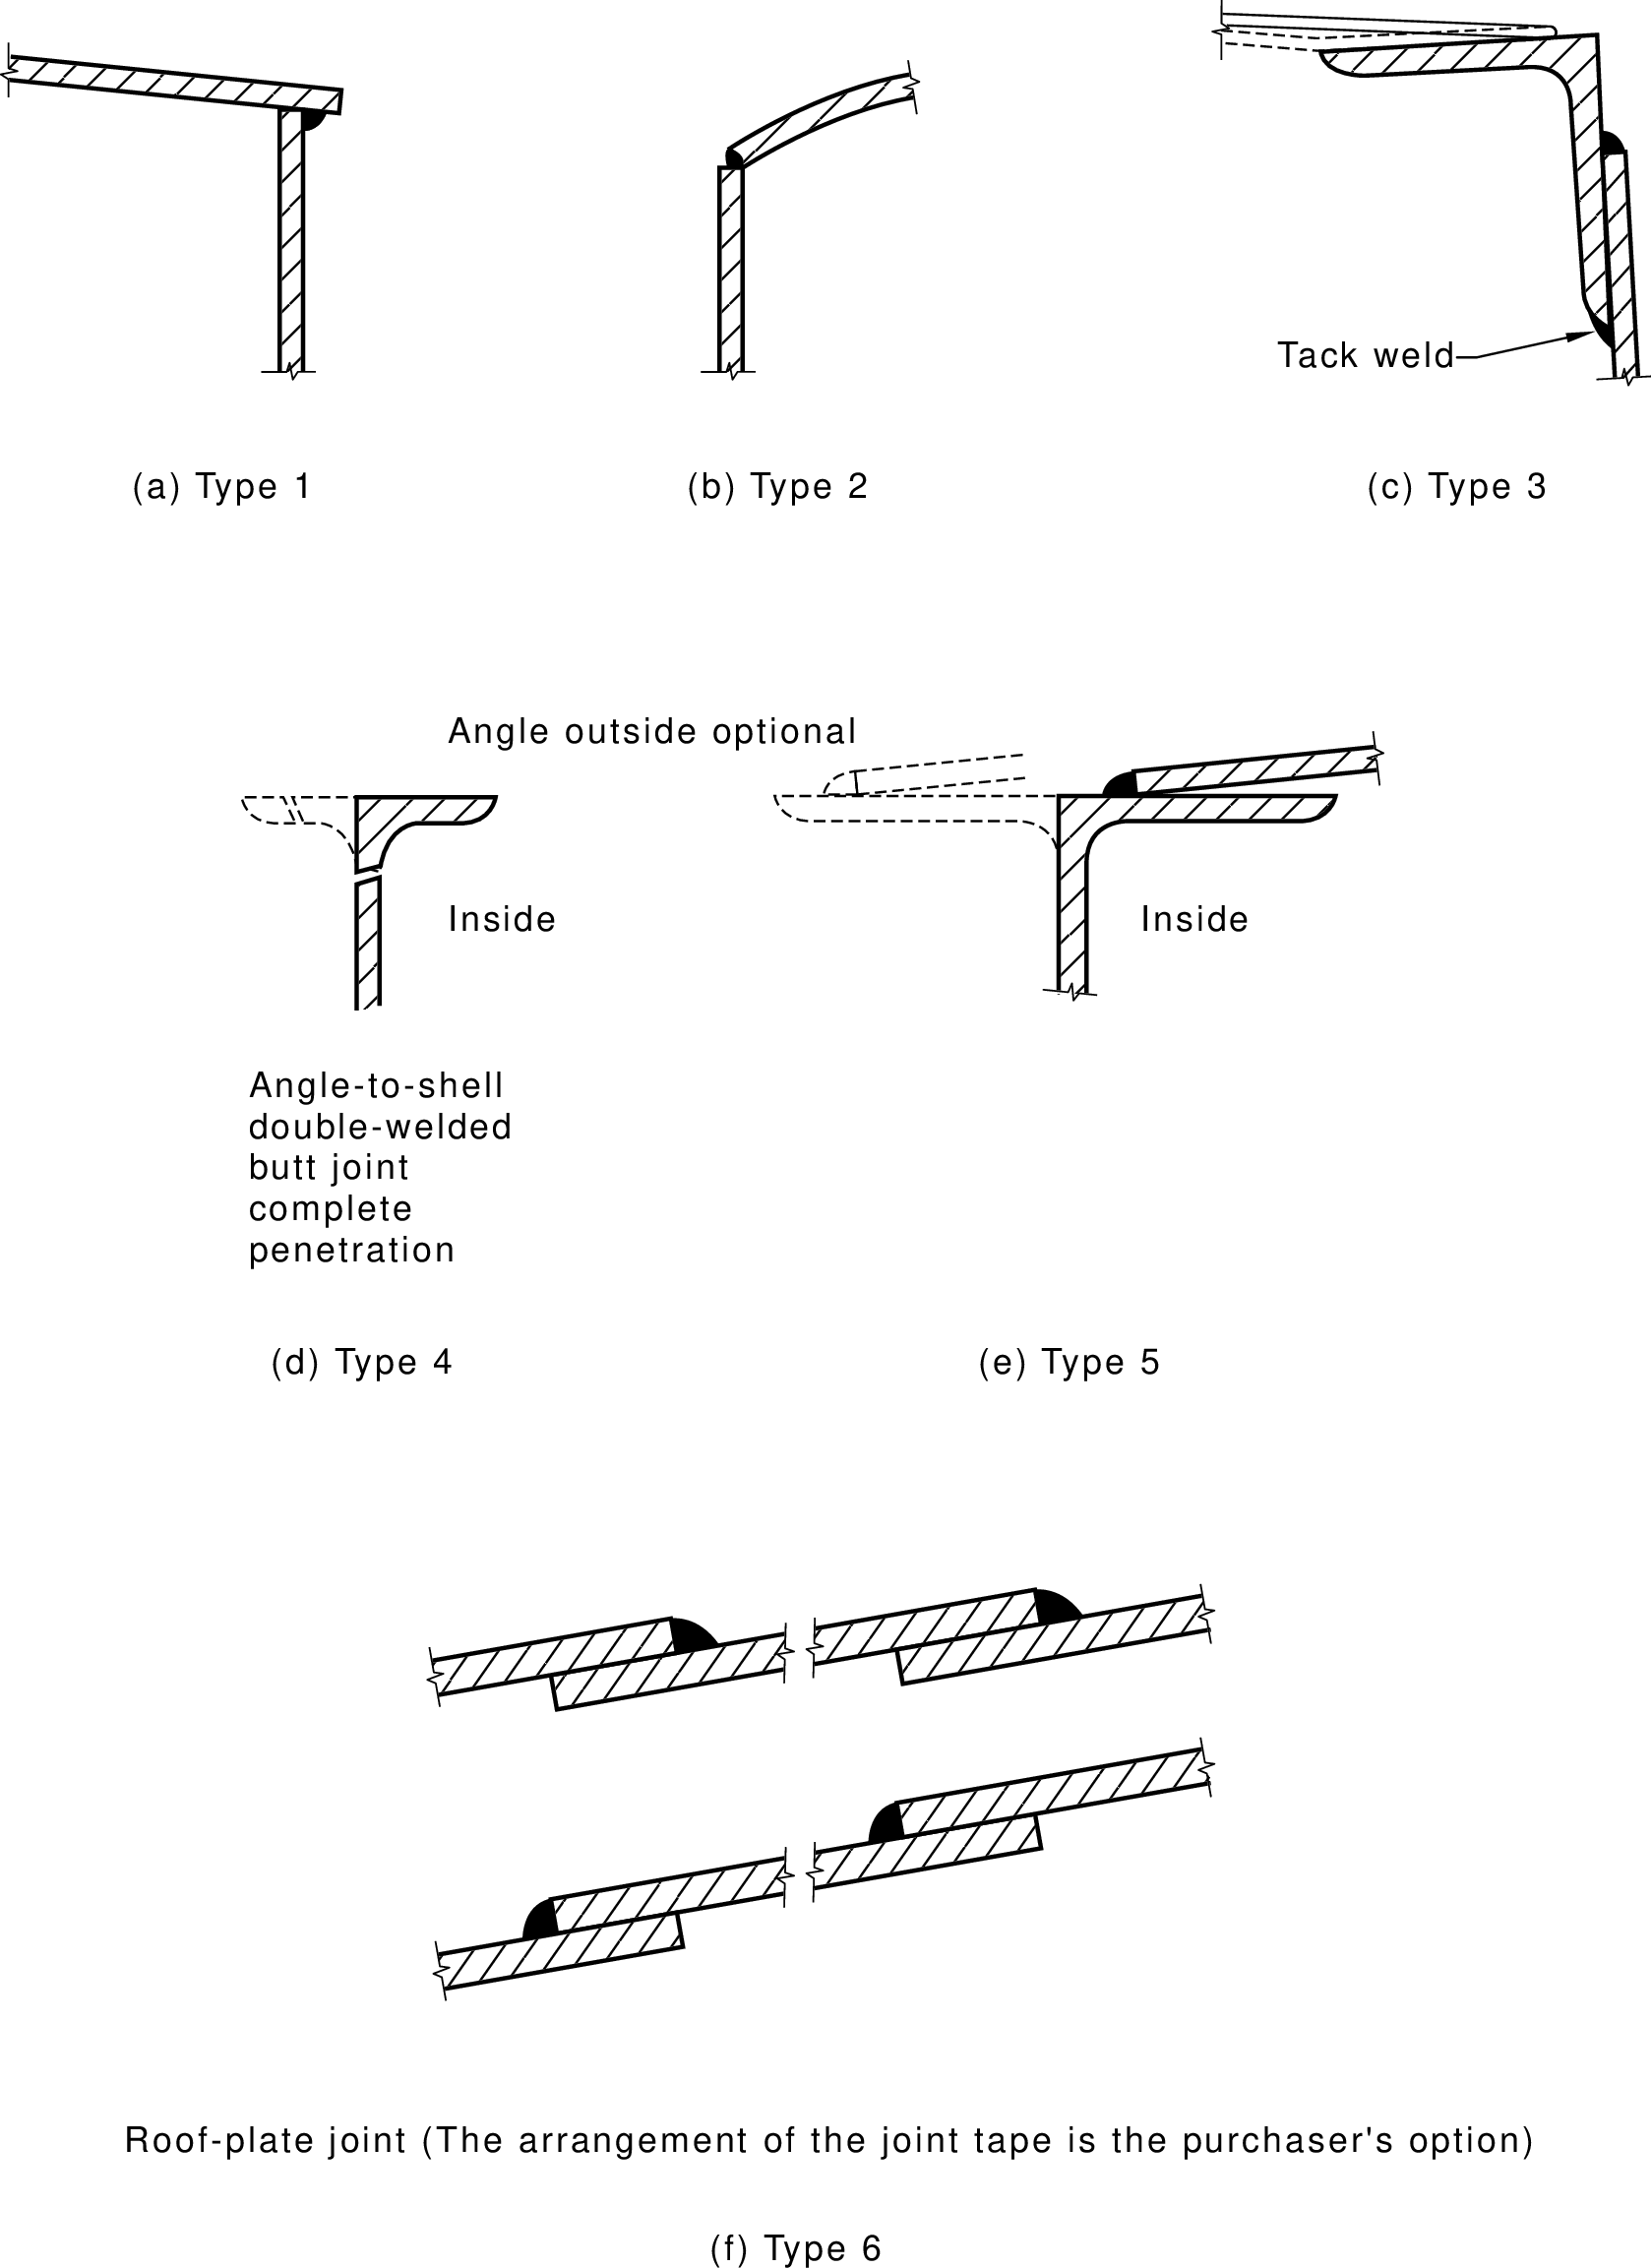 Tack weld
(a) Type 1
(b) Type 2
(c) Type 3
Angle outside optional
Inside
Inside
Angle-to-shell
double-welded
butt joint
complete
penetration
(d) Type 4
(e) Type 5
Roof-plate joint (The arrangement of the joint tape is the purchaser's option)
(f) Type 6